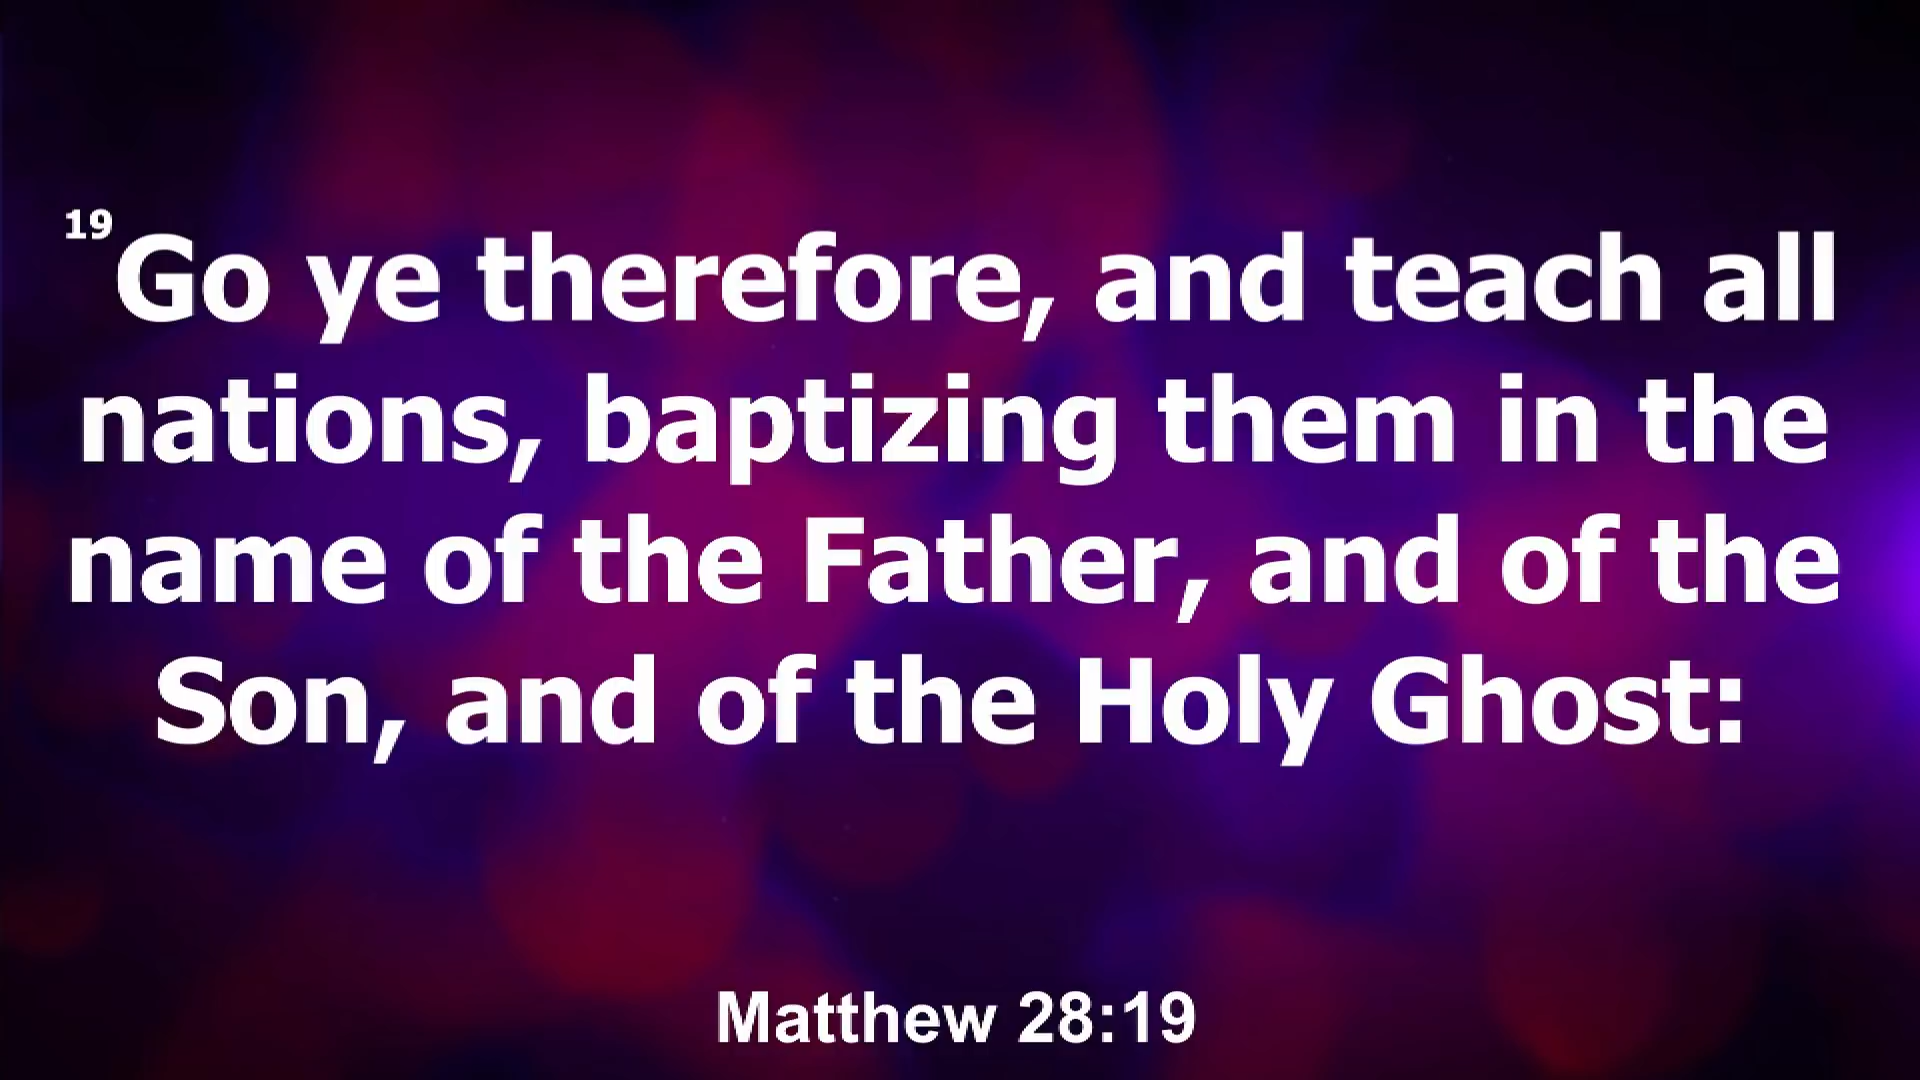 19 Go ye therefore, and teach all
nations, baptizing them in the
name of the Father, and of the
Son, and of the Holy Ghost:
Matthew 28:19